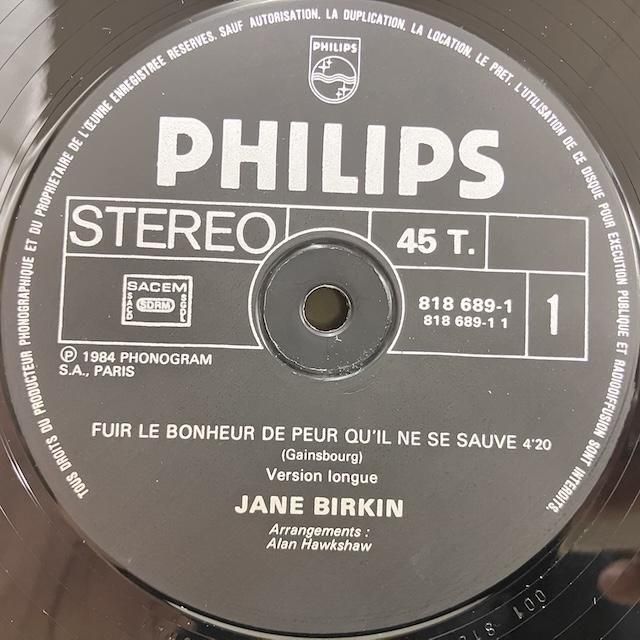 TOUS DROITS DU PRODUCTEUR PHONOGRAPHIQUE ET DU PROPRIETAIRE DE L'ŒUVRE ENREGISTREE RESERVES. SAUF AUTORISATION. LA DUPLICATION. LA LOCATION. LE PRET. L'UTILISATION DE CE DISQUE POUR EXECUTION PUBLIQUE ET RADIODIFFUSION SONT INTERDITS.
PHILIPS
PHILIPS
STEREO
45 T.
SACEM
SACD
SDRM
SGDL
818 689-1
818 689-1 1
1
Ⓟ 1984 PHONOGRAM
S.A., PARIS
FUIR LE BONHEUR DE PEUR QU'IL NE SE SAUVE 4'20
(Gainsbourg)
Version longue
JANE BIRKIN
Arrangements :
Alan Hawkshaw